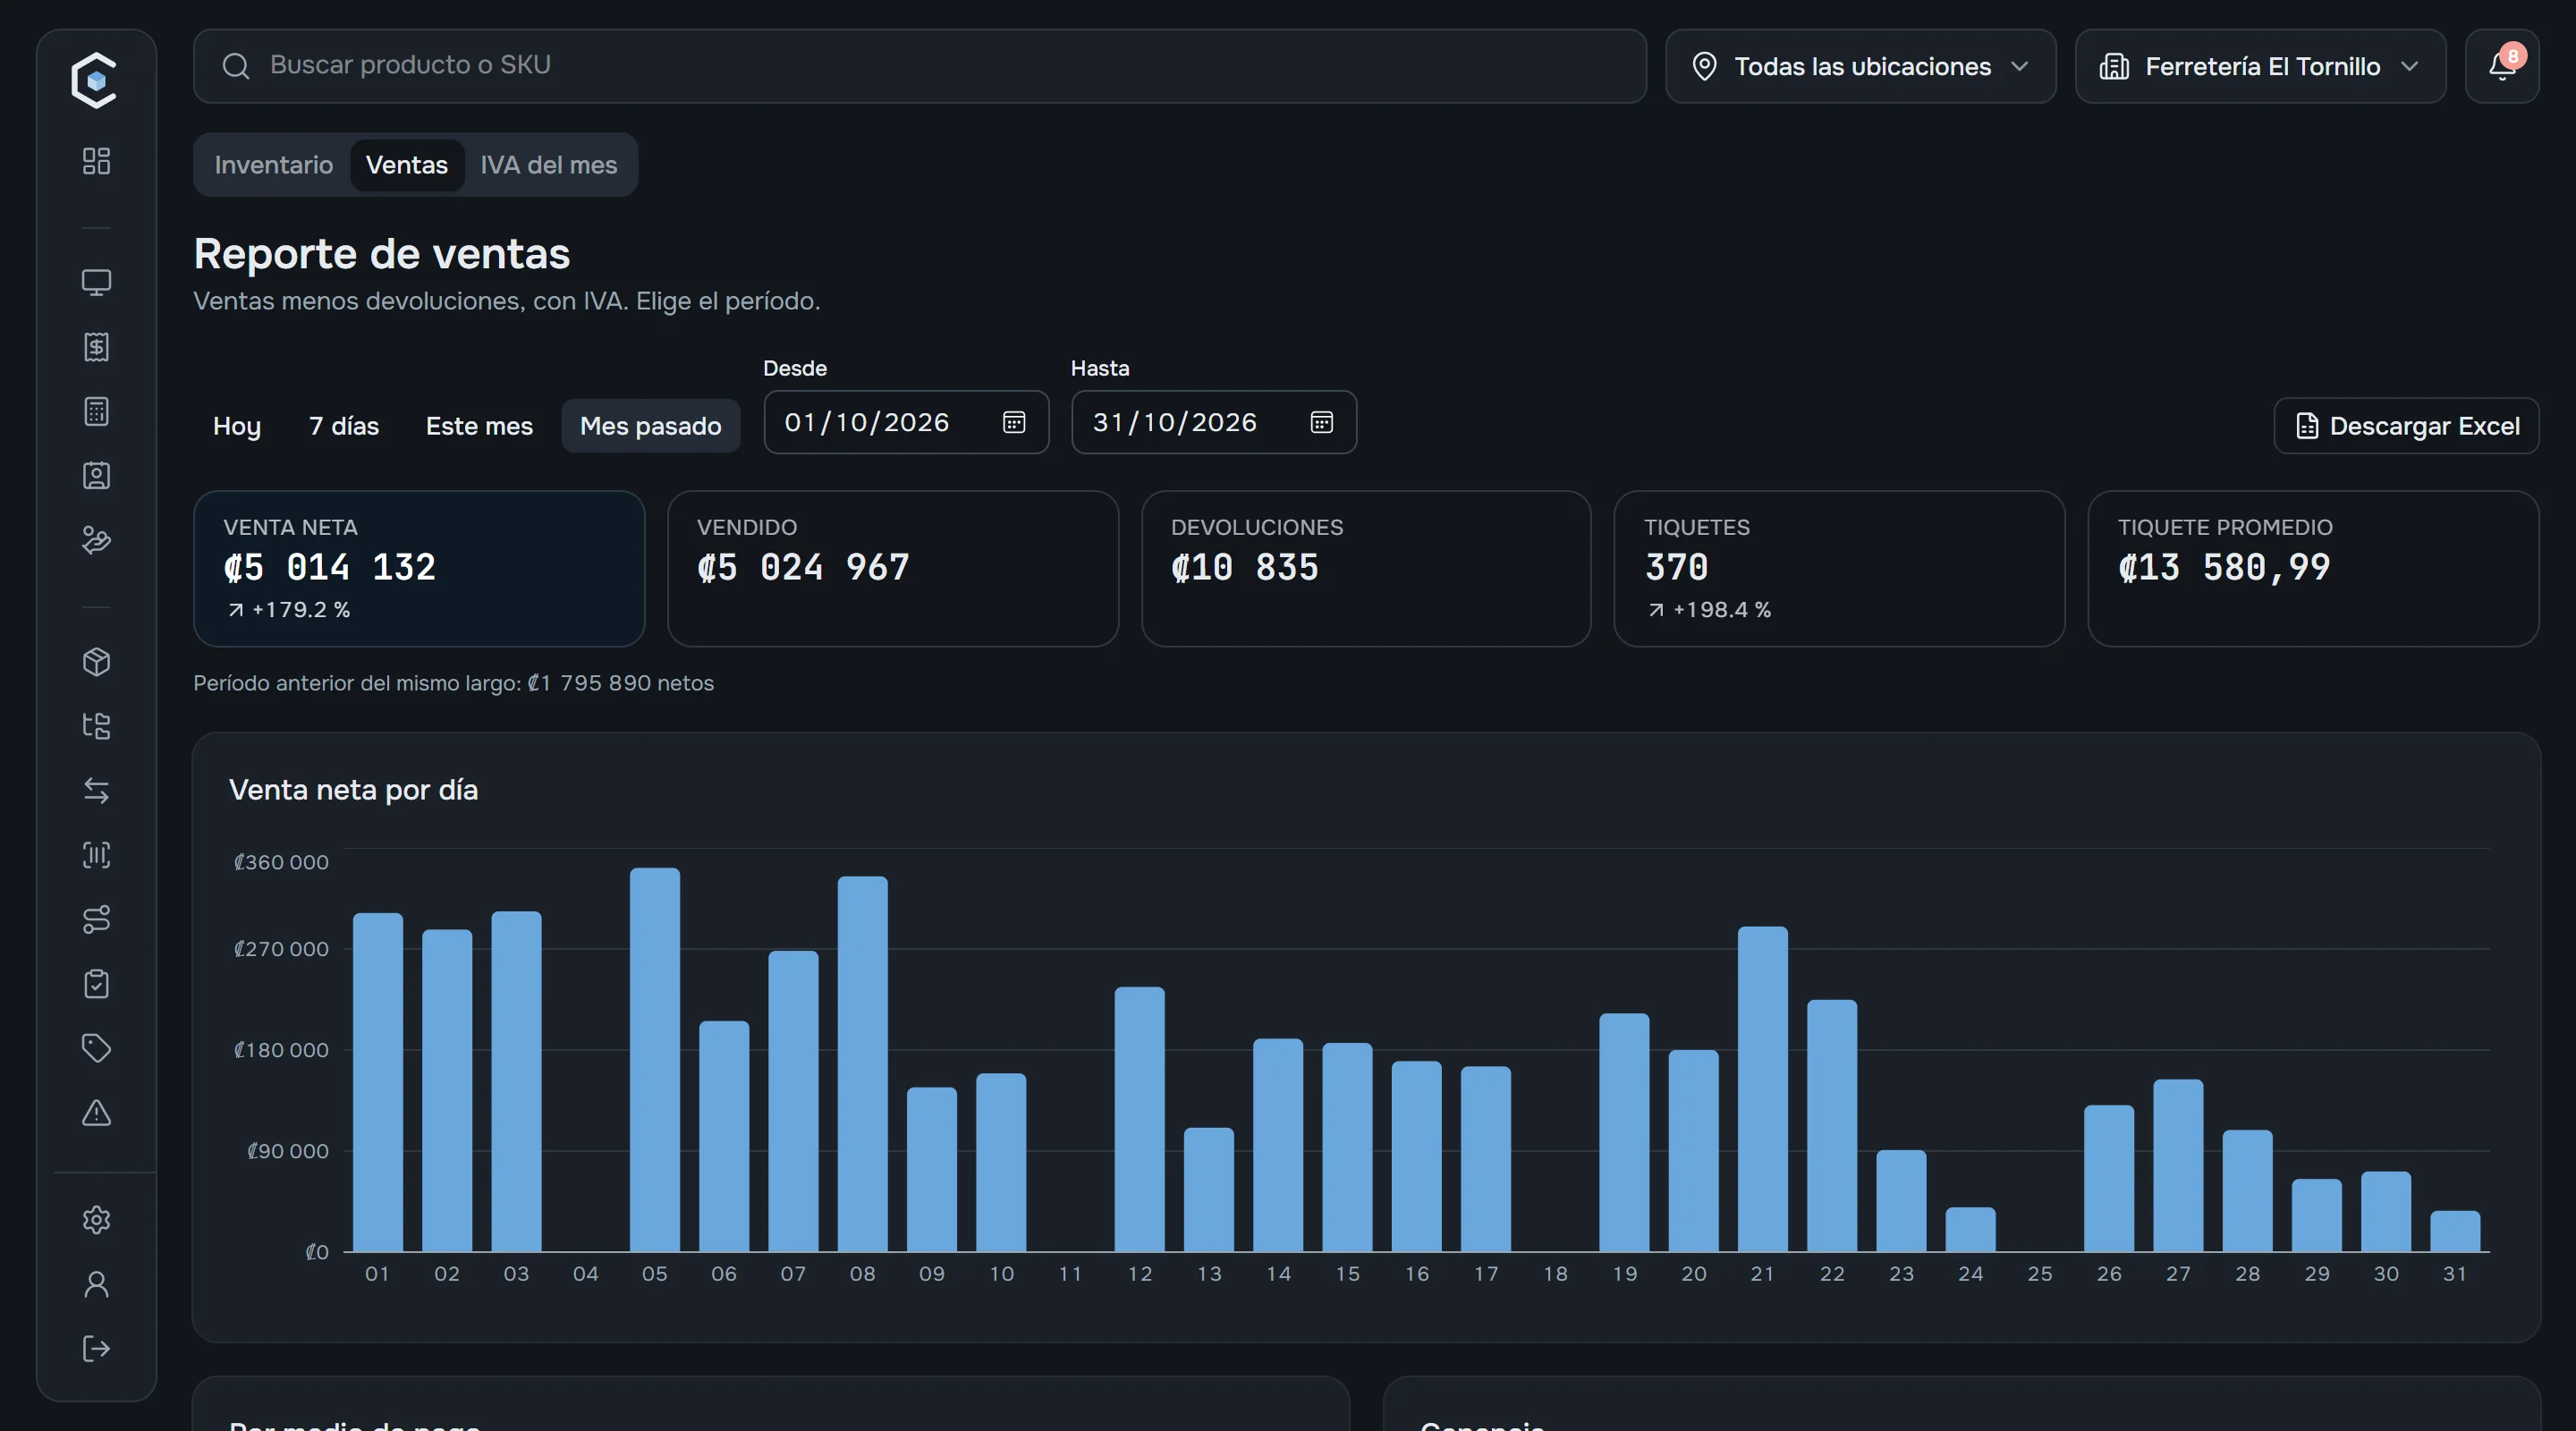 Buscar producto o SKU
Todas las ubicaciones
Ferretería El Tornillo
8
Inventario
Ventas
IVA del mes
Reporte de ventas
Ventas menos devoluciones, con IVA. Elige el período.
Hoy
7 días
Este mes
Mes pasado
Desde
01/10/2026
Hasta
31/10/2026
Descargar Excel
VENTA NETA
₡5 014 132
+179.2 %
VENDIDO
₡5 024 967
DEVOLUCIONES
₡10 835
TIQUETES
370
+198.4 %
TIQUETE PROMEDIO
₡13 580,99
Período anterior del mismo largo: ₡1 795 890 netos
Venta neta por día
₡360 000
₡270 000
₡180 000
₡90 000
₡0
01 02 03 04 05 06 07 08 09 10 11 12 13 14 15 16 17 18 19 20 21 22 23 24 25 26 27 28 29 30 31
Por medio de pago